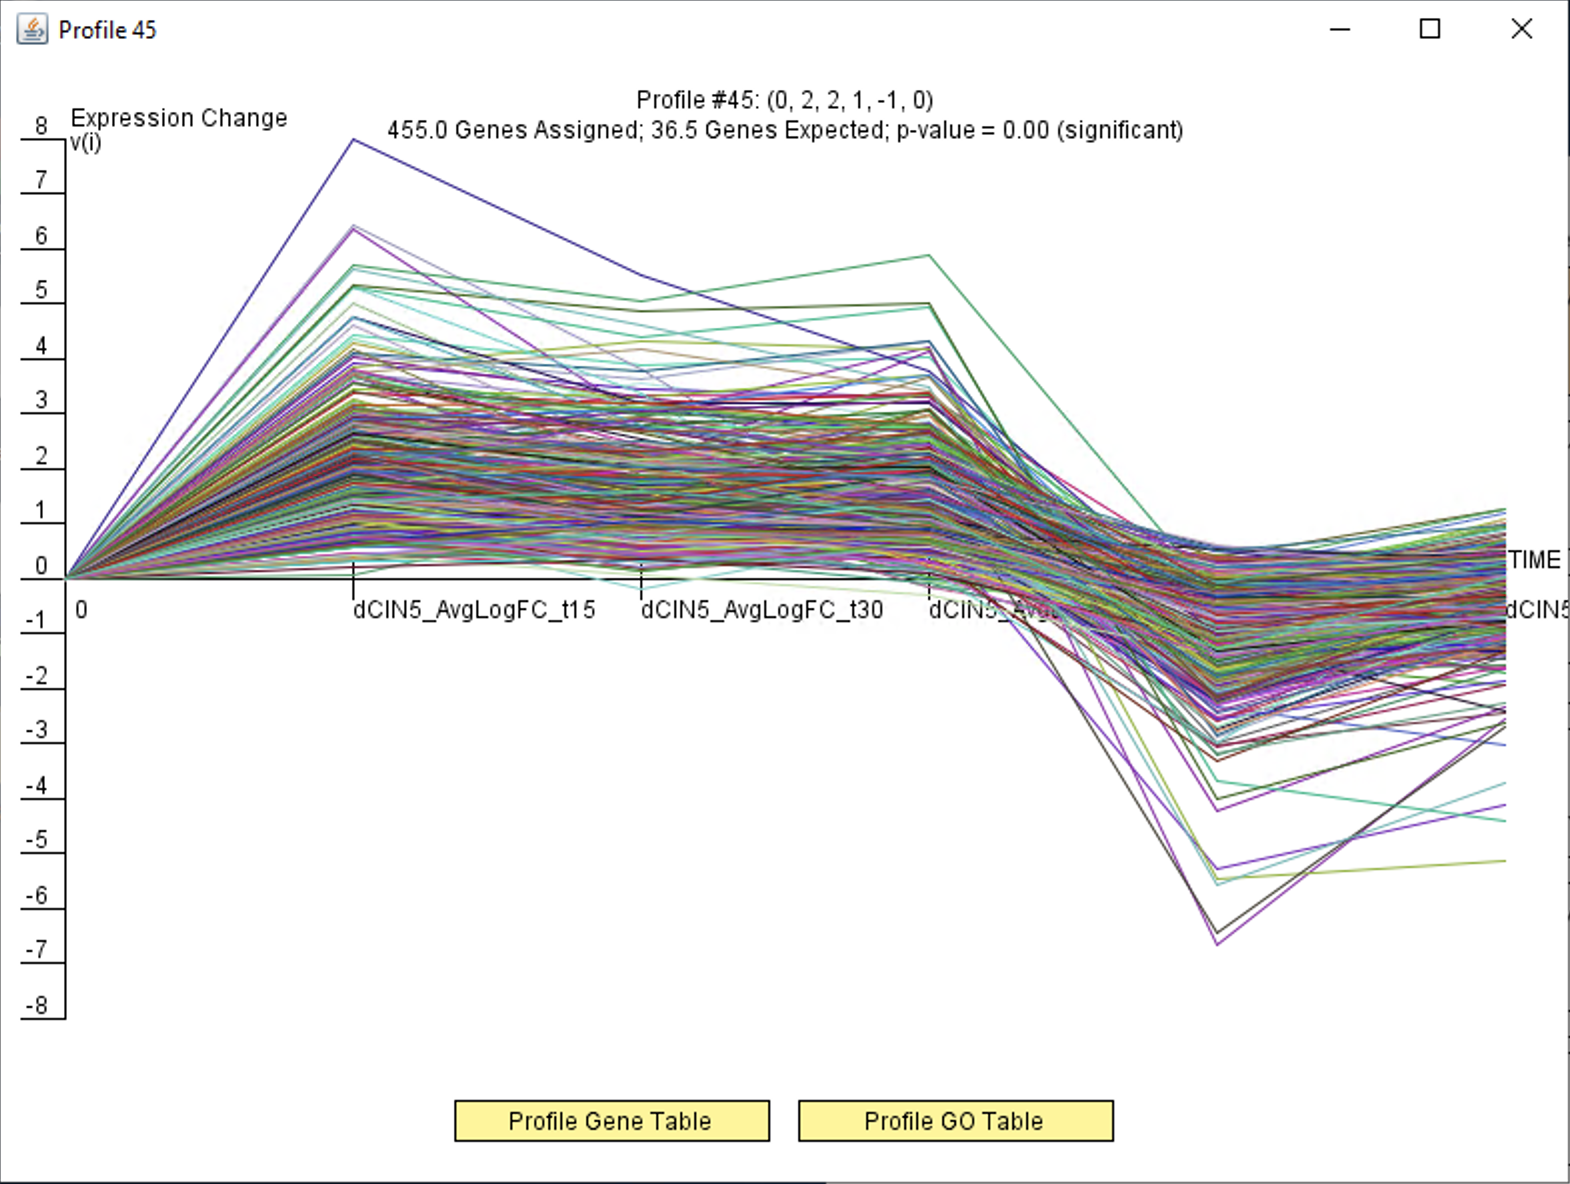 Profile 45
Profile #45: (0, 2, 2, 1, -1, 0)
455.0 Genes Assigned; 36.5 Genes Expected; p-value = 0.00 (significant)
Expression Change
v(i)
8
7
6
5
4
3
2
1
0
-1
-2
-3
-4
-5
-6
-7
-8
TIME
0
dCIN5_AvgLogFC_t15
dCIN5_AvgLogFC_t30
dCIN5_Avg
dCIN5
Profile Gene Table
Profile GO Table